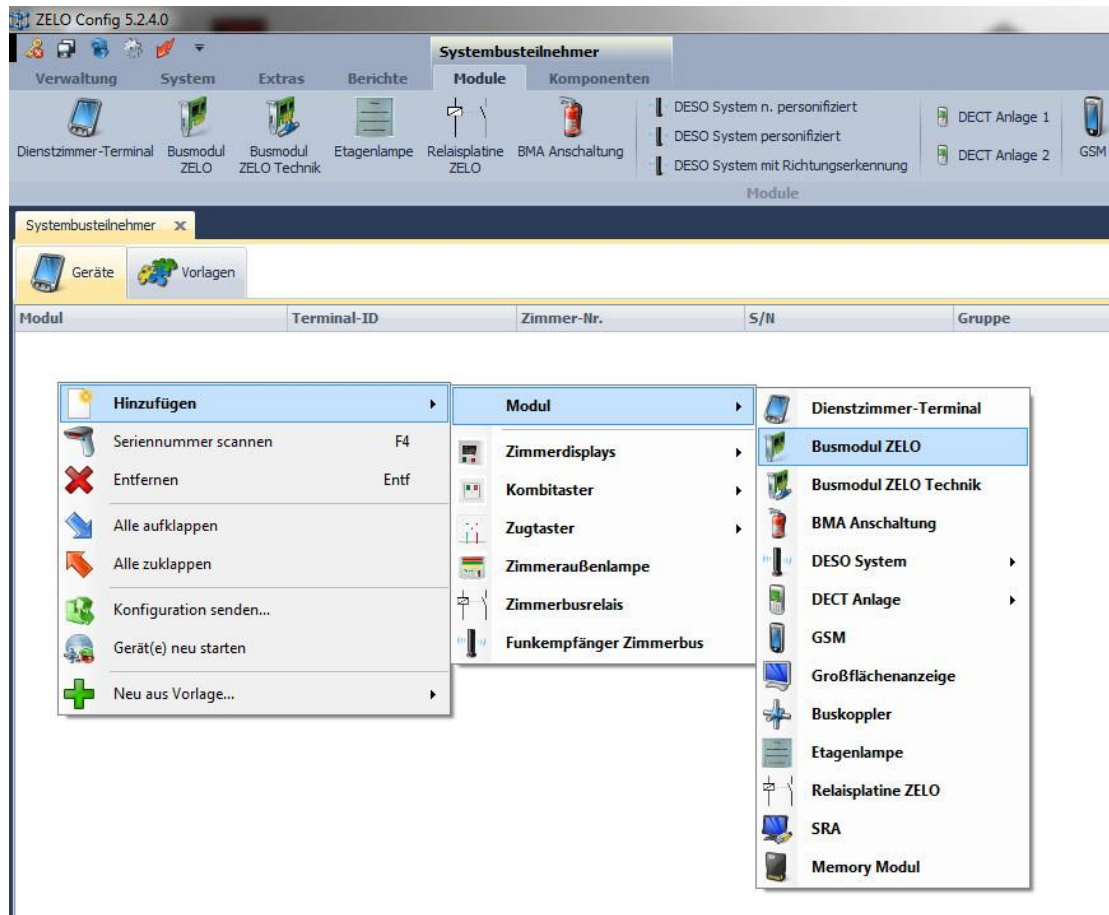 ZELO Config 5.2.4.0
Systembusteilnehmer
Verwaltung System Extras Berichte Module Komponenten
Dienstzimmer-Terminal
Busmodul
ZELO
Busmodul
ZELO Technik
Etagenlampe
Relaisplatine
ZELO
BMA Anschaltung
DESO System n. personifiziert
DESO System personifiziert
DESO System mit Richtungserkennung
DECT Anlage 1
DECT Anlage 2
GSM
Module
Systembusteilnehmer x
Geräte Vorlagen
Modul Terminal-ID Zimmer-Nr. S/N Gruppe
Hinzufügen
Seriennummer scannen F4
Entfernen Entf
Alle aufklappen
Alle zuklappen
Konfiguration senden...
Gerät(e) neu starten
Neu aus Vorlage...
Modul
Zimmerdisplays
Kombitaster
Zugtaster
Zimmeraußenlampe
Zimmerbusrelais
Funkempfänger Zimmerbus
Dienstzimmer-Terminal
Busmodul ZELO
Busmodul ZELO Technik
BMA Anschaltung
DESO System
DECT Anlage
GSM
Großflächenanzeige
Buskoppler
Etagenlampe
Relaisplatine ZELO
SRA
Memory Modul